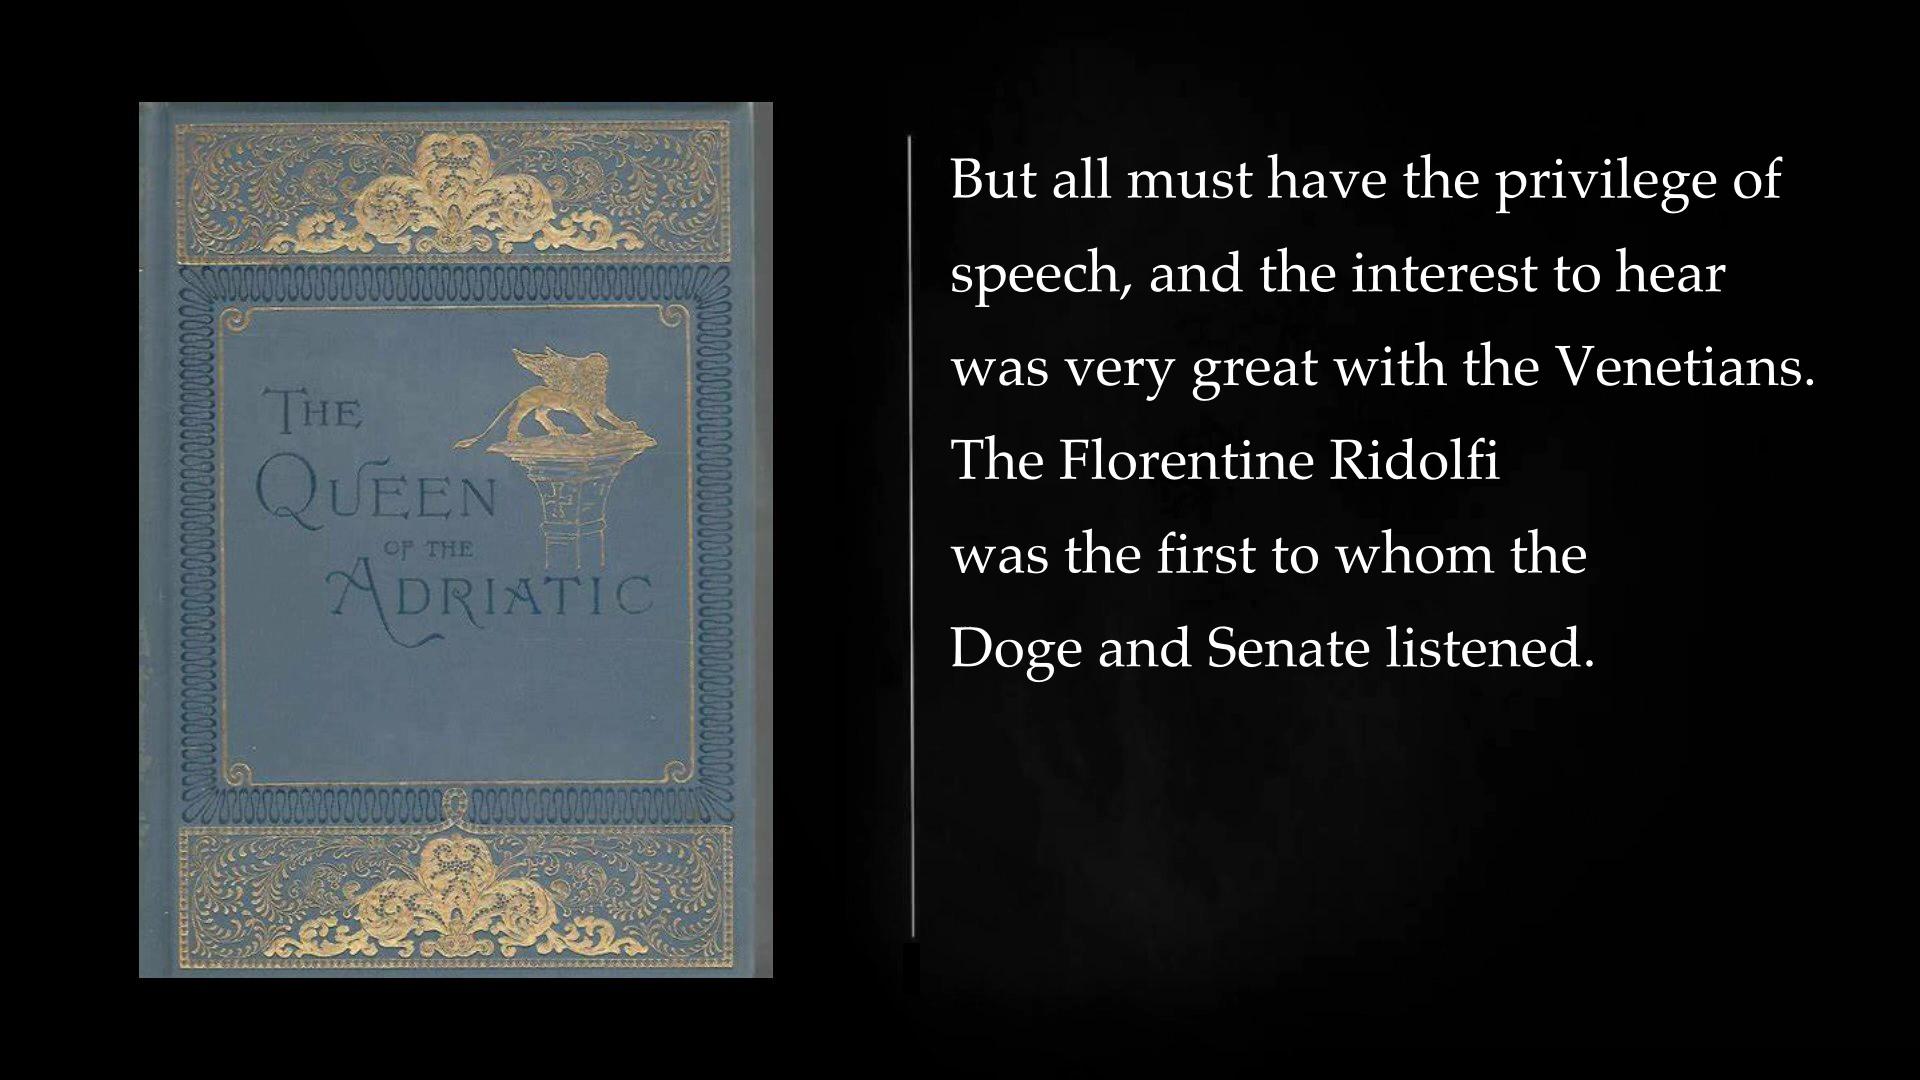 THE
QUEEN
OF THE
ADRIATIC
But all must have the privilege of
speech, and the interest to hear
was very great with the Venetians.
The Florentine Ridolfi
was the first to whom the
Doge and Senate listened.